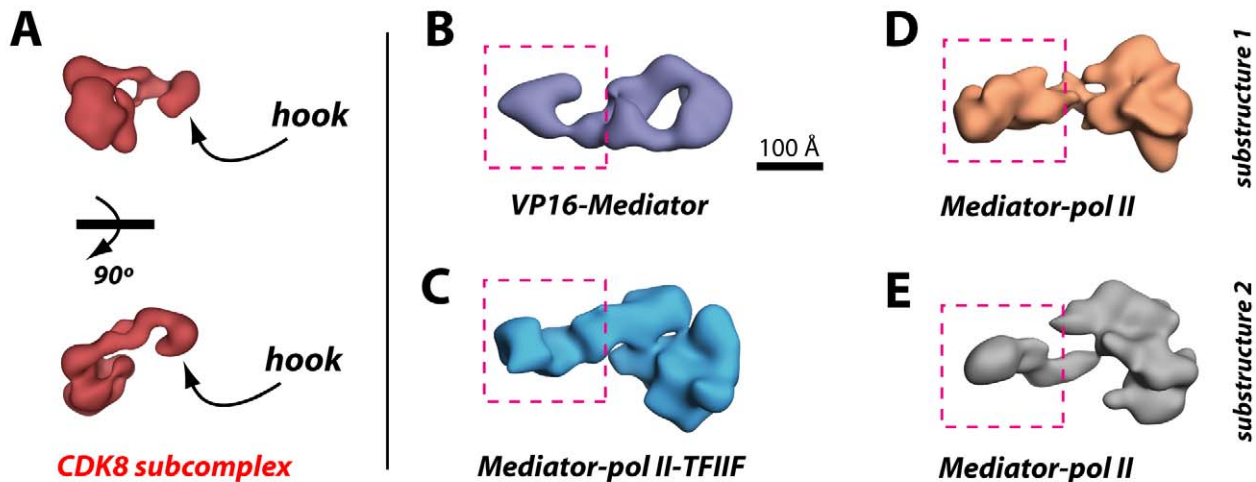 A
hook
90º
hook
CDK8 subcomplex
B
100 Å
VP16-Mediator
C
Mediator-pol II-TFIIF
D
Mediator-pol II
substructure 1
E
Mediator-pol II
substructure 2